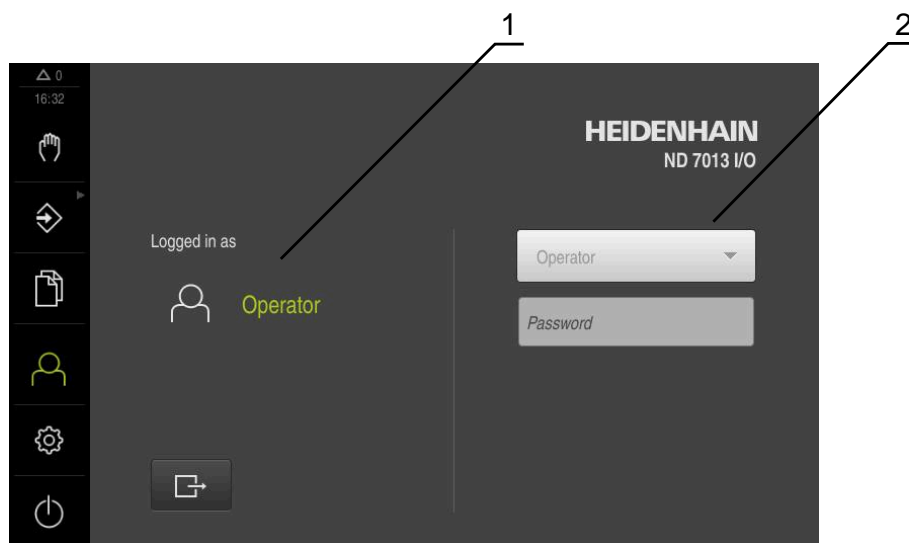 1
2
0
16:32
HEIDENHAIN
ND 7013 I/O
Logged in as
Operator
Operator
Password